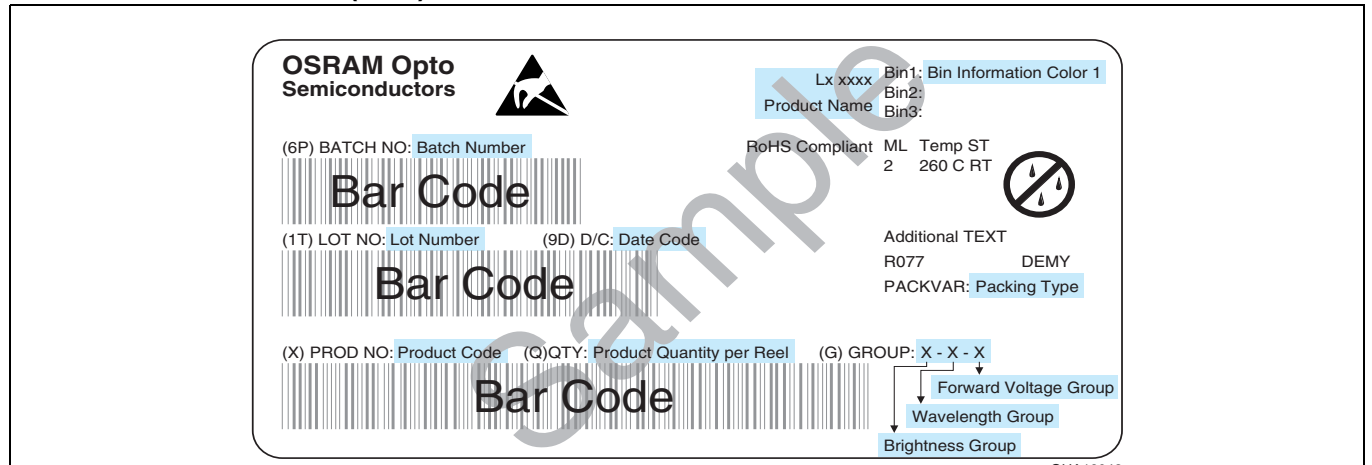 OSRAM Opto
Semiconductors
Lx xxxx
Product Name
Bin1: Bin Information Color 1
Bin2:
Bin3:
(6P) BATCH NO: Batch Number
Bar Code
RoHS Compliant
ML Temp ST
2 260 C RT
(1T) LOT NO: Lot Number (9D) D/C: Date Code
Bar Code
Additional TEXT
R077 DEMY
PACKVAR: Packing Type
(X) PROD NO: Product Code (Q)QTY: Product Quantity per Reel (G) GROUP: X - X - X
Bar Code
Forward Voltage Group
Wavelength Group
Brightness Group
Sample